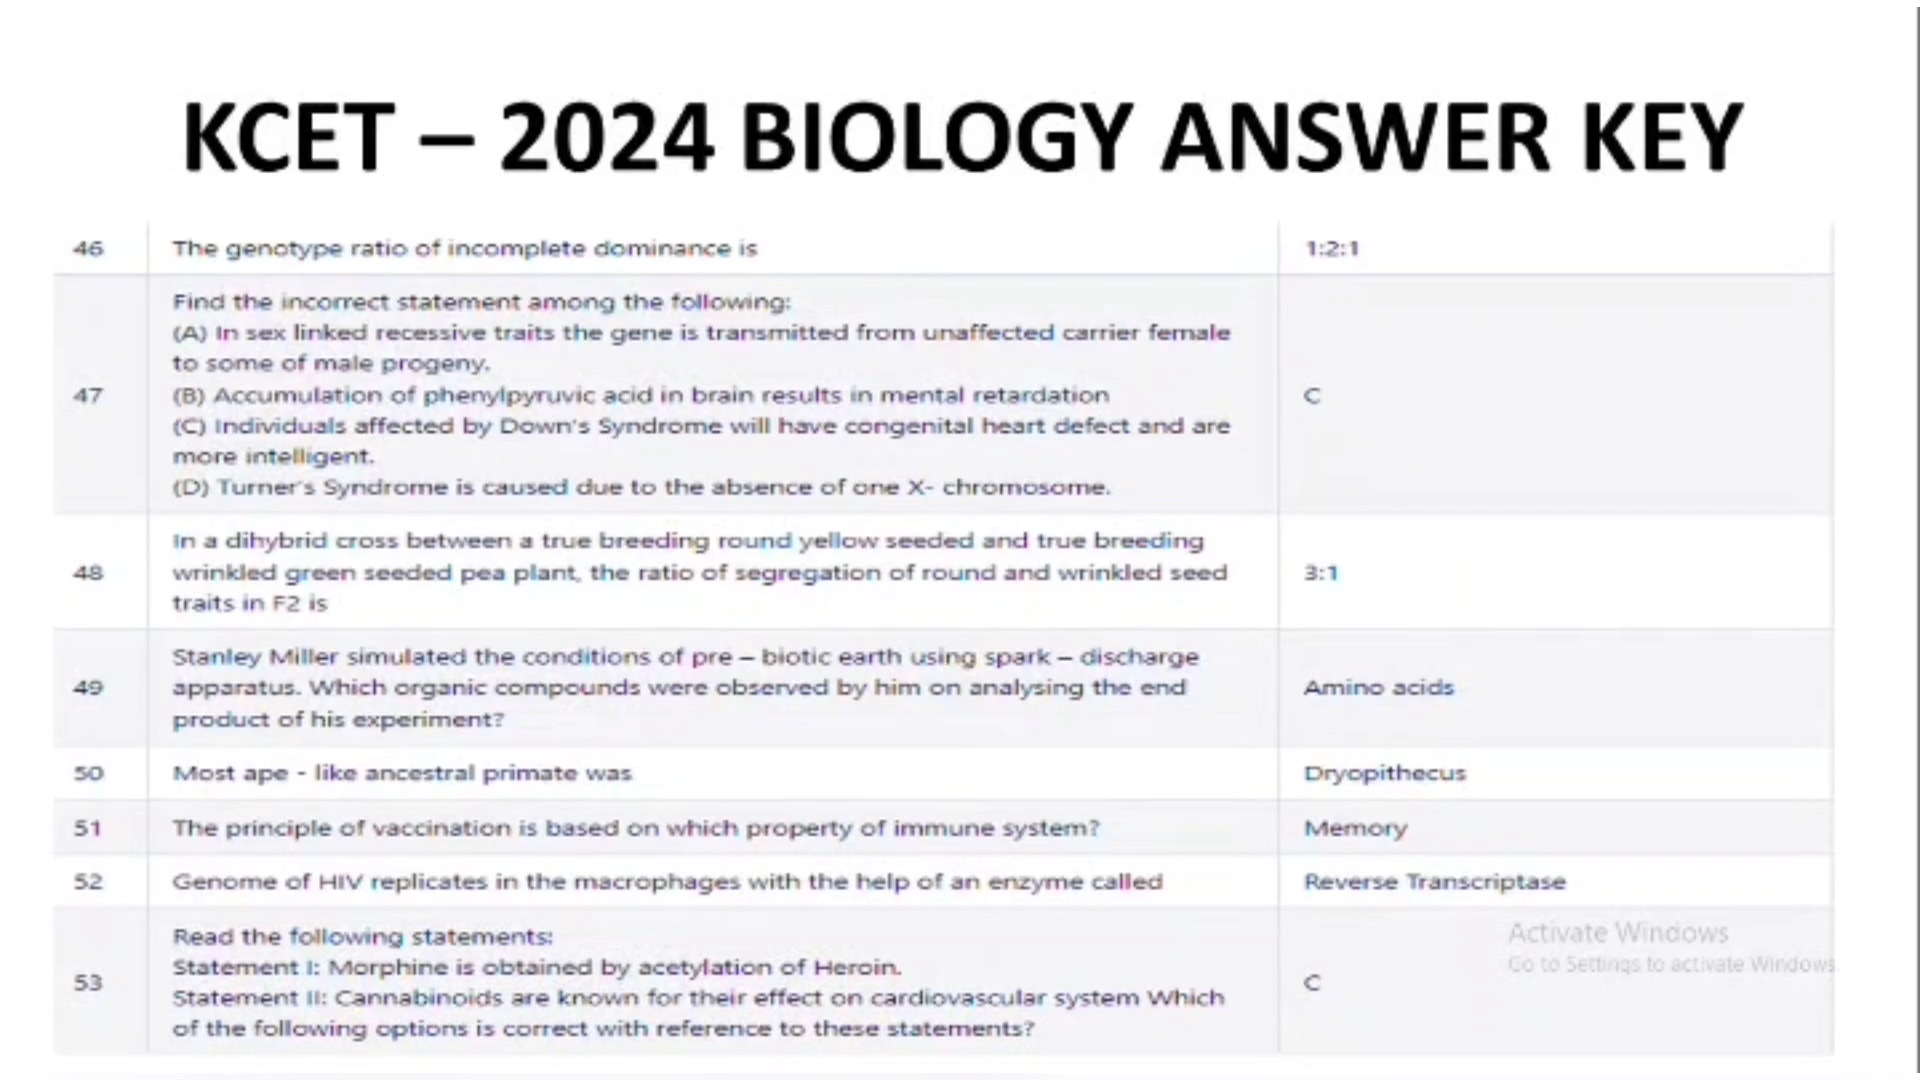 KCET – 2024 BIOLOGY ANSWER KEY
46 The genotype ratio of incomplete dominance is 1:2:1
Find the incorrect statement among the following:
(A) In sex linked recessive traits the gene is transmitted from unaffected carrier female
to some of male progeny.
47 (B) Accumulation of phenylpyruvic acid in brain results in mental retardation C
(C) Individuals affected by Down's Syndrome will have congenital heart defect and are
more intelligent.
(D) Turner's Syndrome is caused due to the absence of one X- chromosome.
In a dihybrid cross between a true breeding round yellow seeded and true breeding
48 wrinkled green seeded pea plant, the ratio of segregation of round and wrinkled seed 3:1
traits in F2 is
Stanley Miller simulated the conditions of pre – biotic earth using spark – discharge
49 apparatus. Which organic compounds were observed by him on analysing the end Amino acids
product of his experiment?
50 Most ape - like ancestral primate was Dryopithecus
51 The principle of vaccination is based on which property of immune system? Memory
52 Genome of HIV replicates in the macrophages with the help of an enzyme called Reverse Transcriptase
Read the following statements:
Statement I: Morphine is obtained by acetylation of Heroin.
53 Statement II: Cannabinoids are known for their effect on cardiovascular system Which C
of the following options is correct with reference to these statements?
Activate Windows
Go to Settings to activate Windows